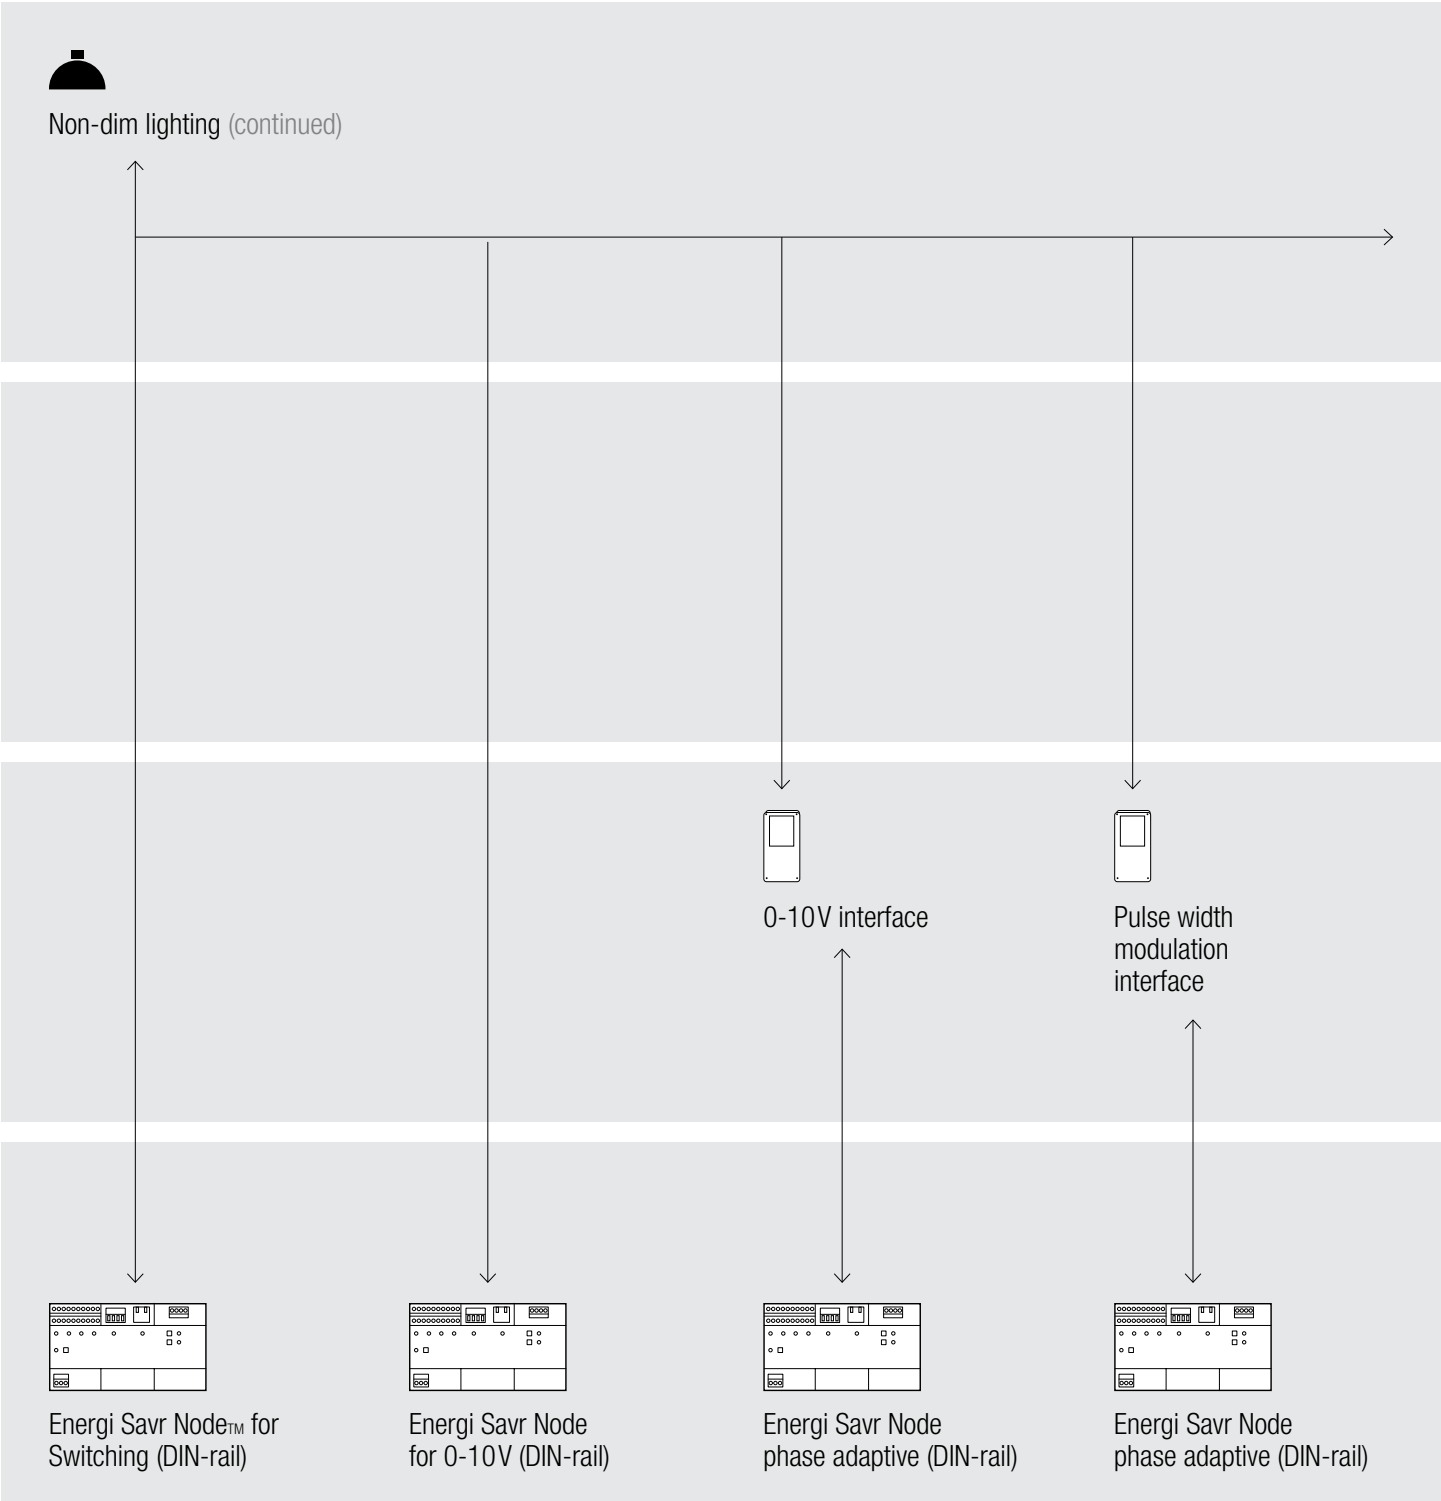 Non-dim lighting (continued)
0-10V interface
Pulse width
modulation
interface
Energi Savr Node™ for
Switching (DIN-rail)
Energi Savr Node
for 0-10V (DIN-rail)
Energi Savr Node
phase adaptive (DIN-rail)
Energi Savr Node
phase adaptive (DIN-rail)